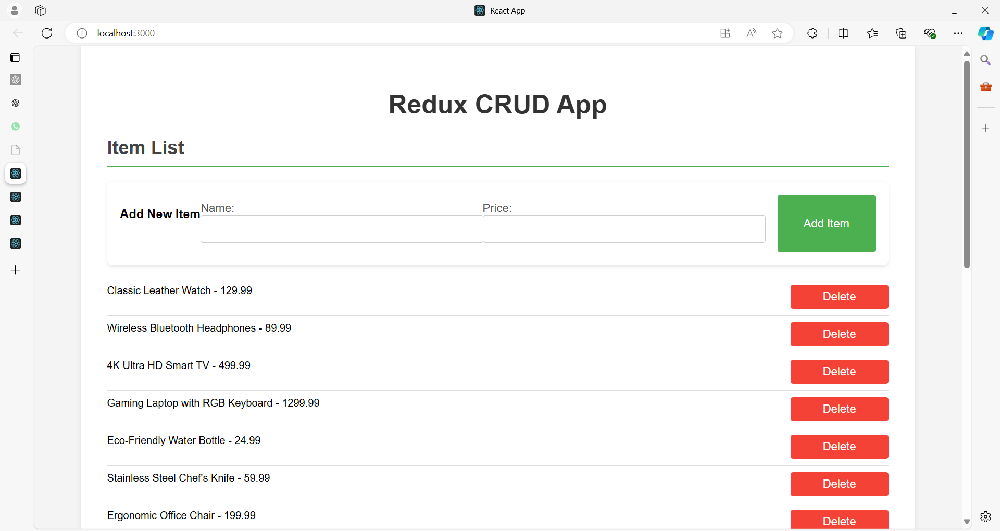 React App
localhost:3000
Redux CRUD App
Item List
Add New Item
Name:
Price:
Add Item
Classic Leather Watch - 129.99
Delete
Wireless Bluetooth Headphones - 89.99
Delete
4K Ultra HD Smart TV - 499.99
Delete
Gaming Laptop with RGB Keyboard - 1299.99
Delete
Eco-Friendly Water Bottle - 24.99
Delete
Stainless Steel Chef's Knife - 59.99
Delete
Ergonomic Office Chair - 199.99
Delete